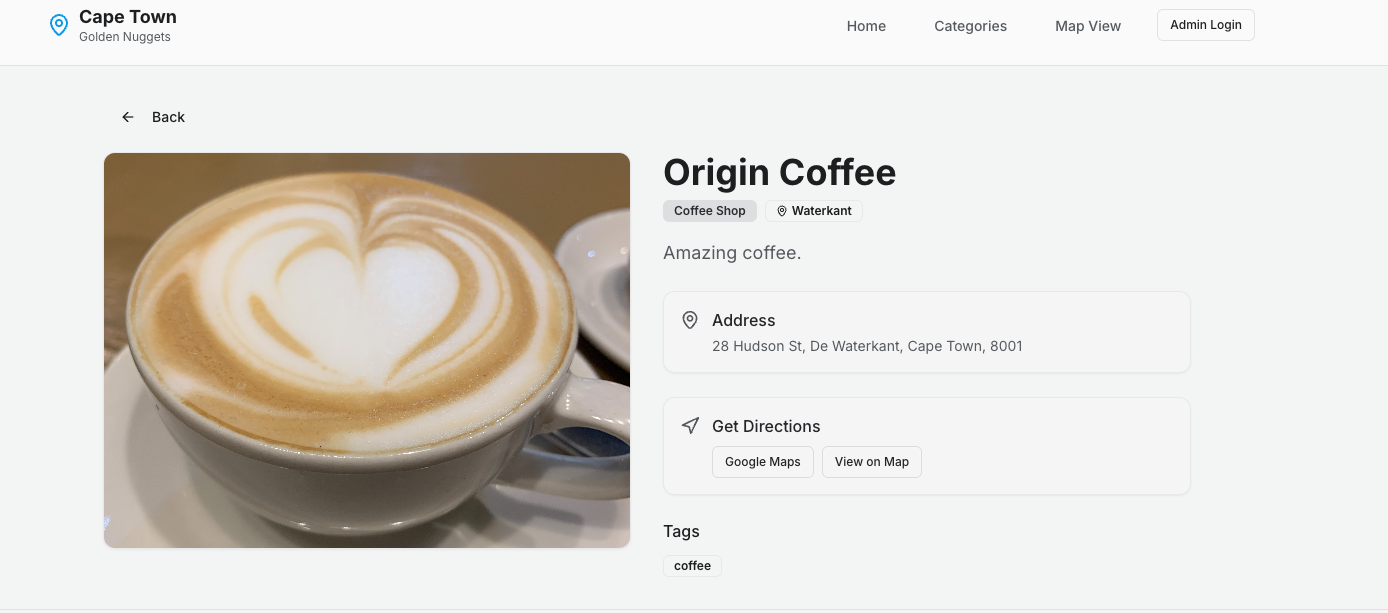 Cape Town
Golden Nuggets
Home
Categories
Map View
Admin Login
Back
Origin Coffee
Coffee Shop
Waterkant
Amazing coffee.
Address
28 Hudson St, De Waterkant, Cape Town, 8001
Get Directions
Google Maps
View on Map
Tags
coffee